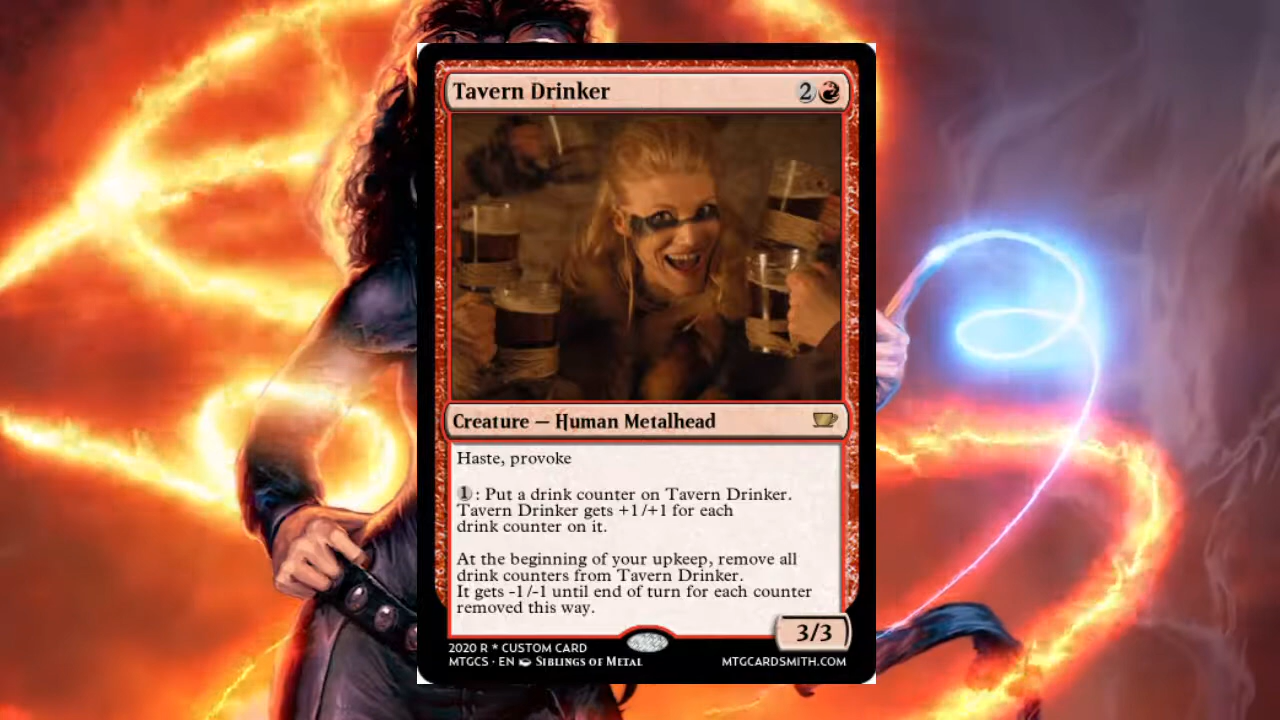 Tavern Drinker 2
Creature — Human Metalhead
Haste, provoke
1: Put a drink counter on Tavern Drinker.
Tavern Drinker gets +1/+1 for each
drink counter on it.
At the beginning of your upkeep, remove all
drink counters from Tavern Drinker.
It gets -1/-1 until end of turn for each counter
removed this way.
3/3
2020 R * CUSTOM CARD
MTGCS · EN SIBLINGS OF METAL MTGCARDSMITH.COM